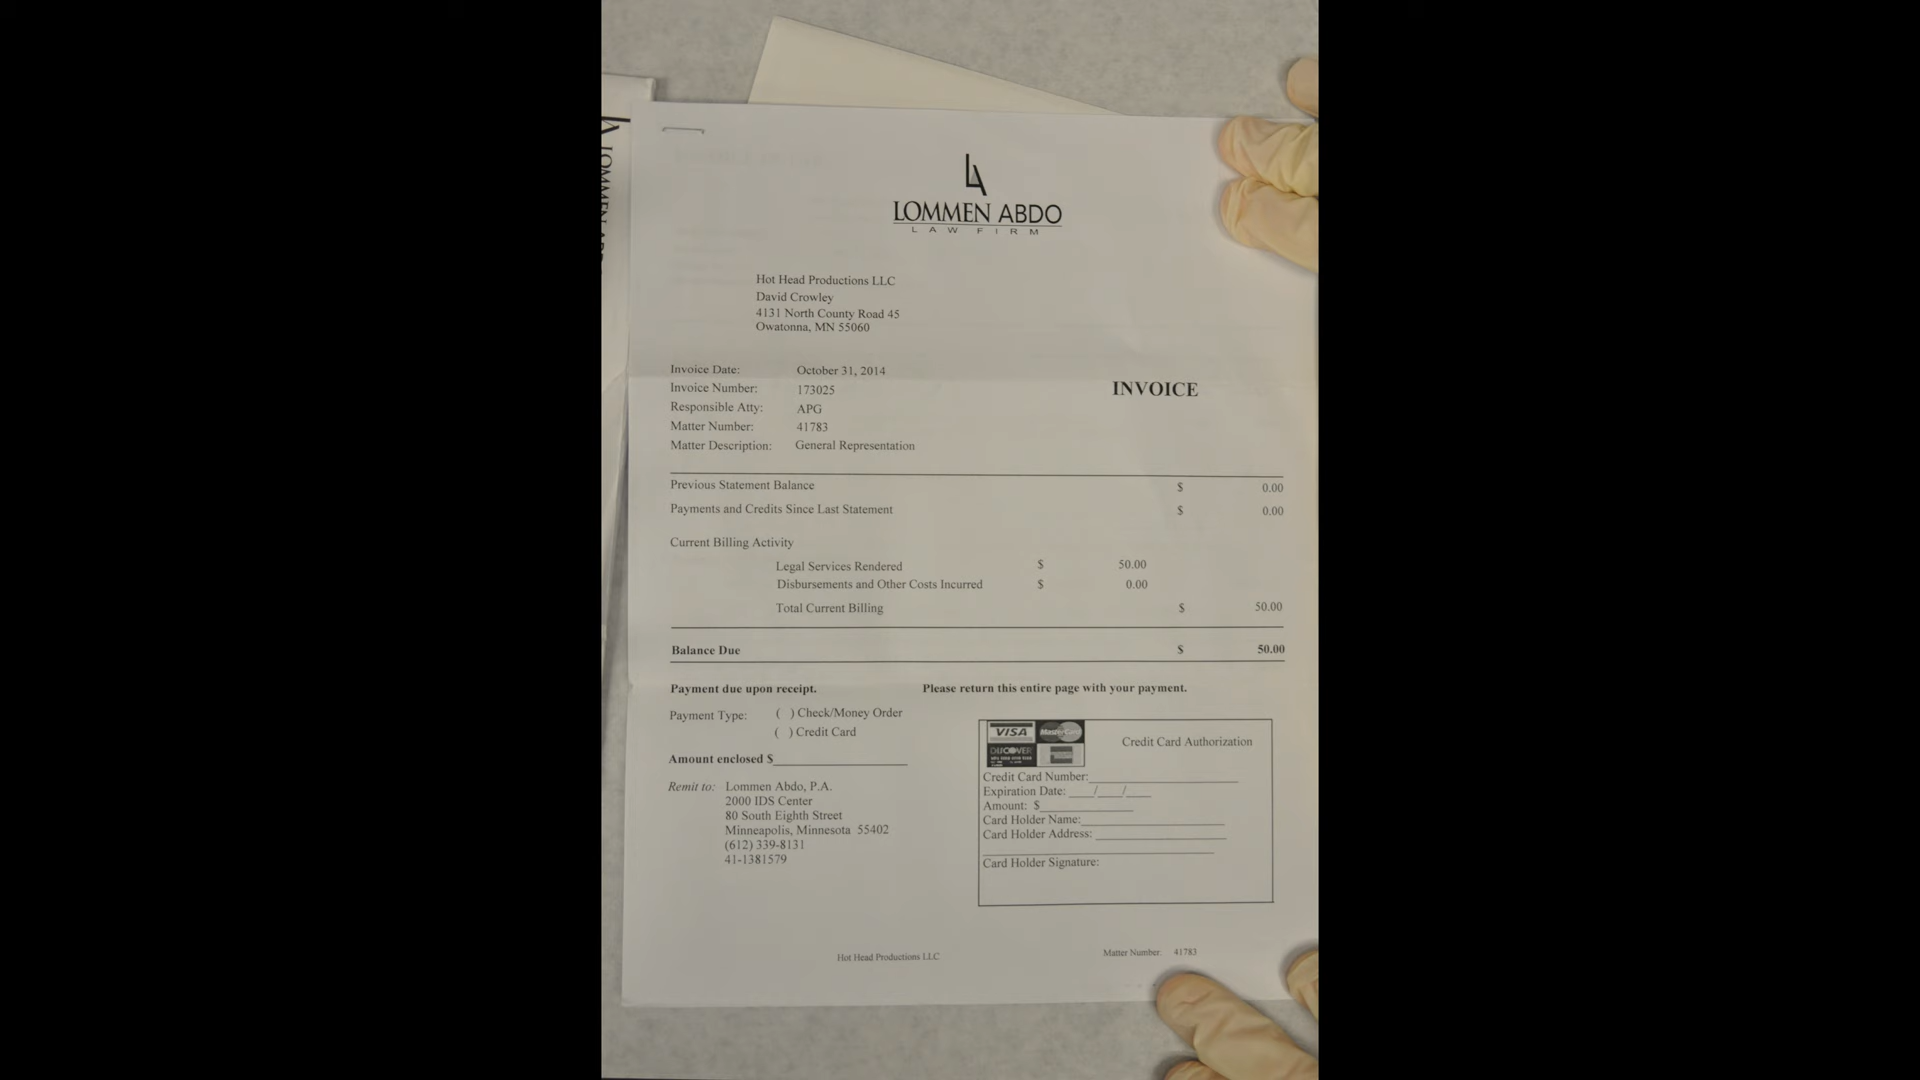 LOMMEN ABDO
LA
LOMMEN ABDO
LAW FIRM
Hot Head Productions LLC
David Crowley
4131 North County Road 45
Owatonna, MN 55060
Invoice Date: October 31, 2014
Invoice Number: 173025
INVOICE
Responsible Atty: APG
Matter Number: 41783
Matter Description: General Representation
Previous Statement Balance $ 0.00
Payments and Credits Since Last Statement $ 0.00
Current Billing Activity
Legal Services Rendered $ 50.00
Disbursements and Other Costs Incurred $ 0.00
Total Current Billing $ 50.00
Balance Due $ 50.00
Payment due upon receipt. Please return this entire page with your payment.
Payment Type: ( ) Check/Money Order
( ) Credit Card
Amount enclosed $
Remit to: Lommen Abdo, P.A.
2000 IDS Center
80 South Eighth Street
Minneapolis, Minnesota 55402
(612) 339-8131
41-1381579
VISA MasterCard
DISCOVER
Credit Card Authorization
Credit Card Number:
Expiration Date: / /
Amount: $
Card Holder Name:
Card Holder Address:
Card Holder Signature:
Hot Head Productions LLC Matter Number: 41783